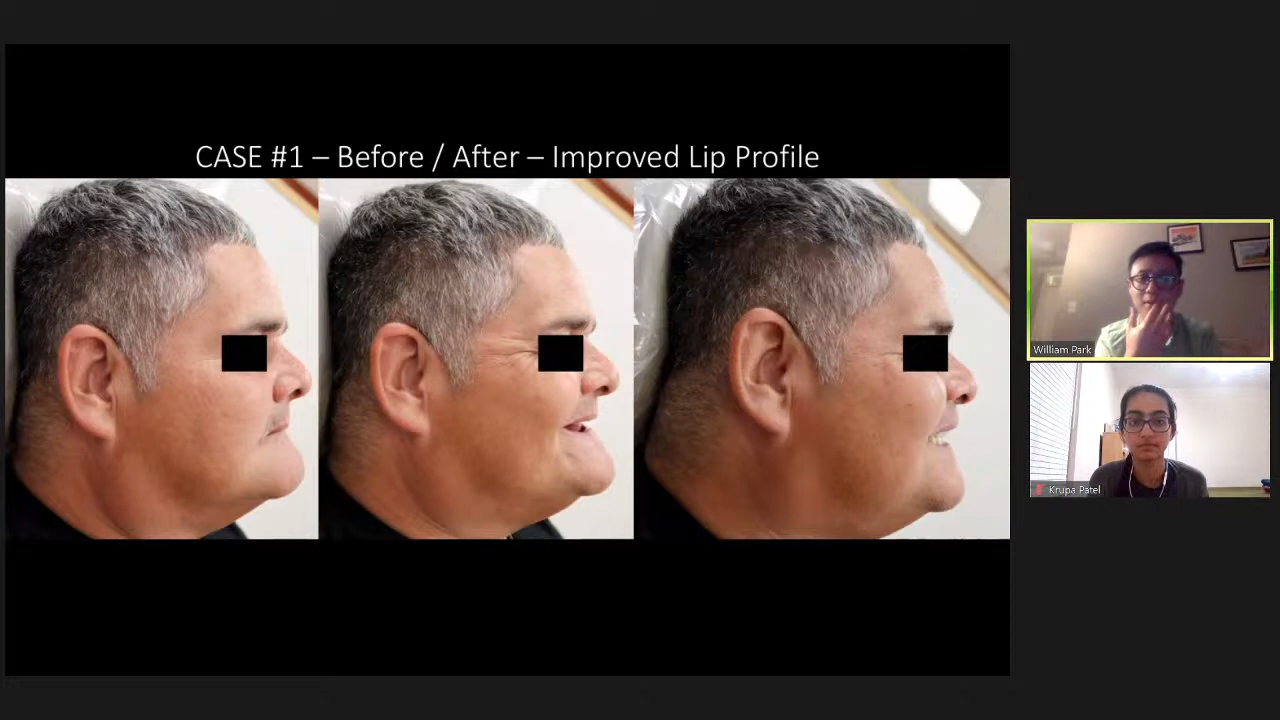 CASE #1 – Before / After – Improved Lip Profile
William Park
Krupa Patel